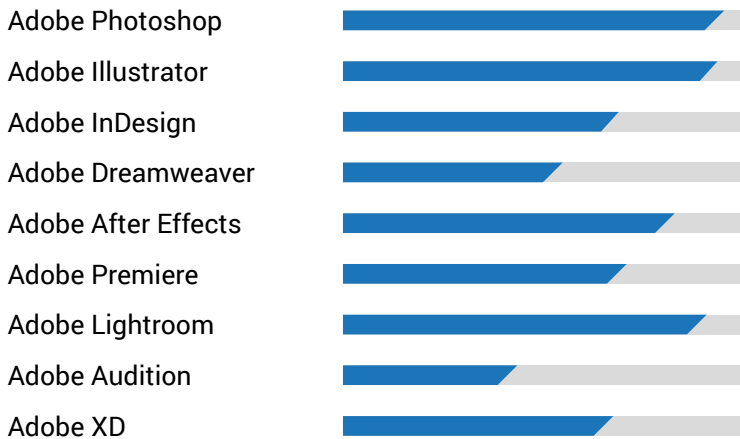 Adobe Photoshop
Adobe Illustrator
Adobe InDesign
Adobe Dreamweaver
Adobe After Effects
Adobe Premiere
Adobe Lightroom
Adobe Audition
Adobe XD